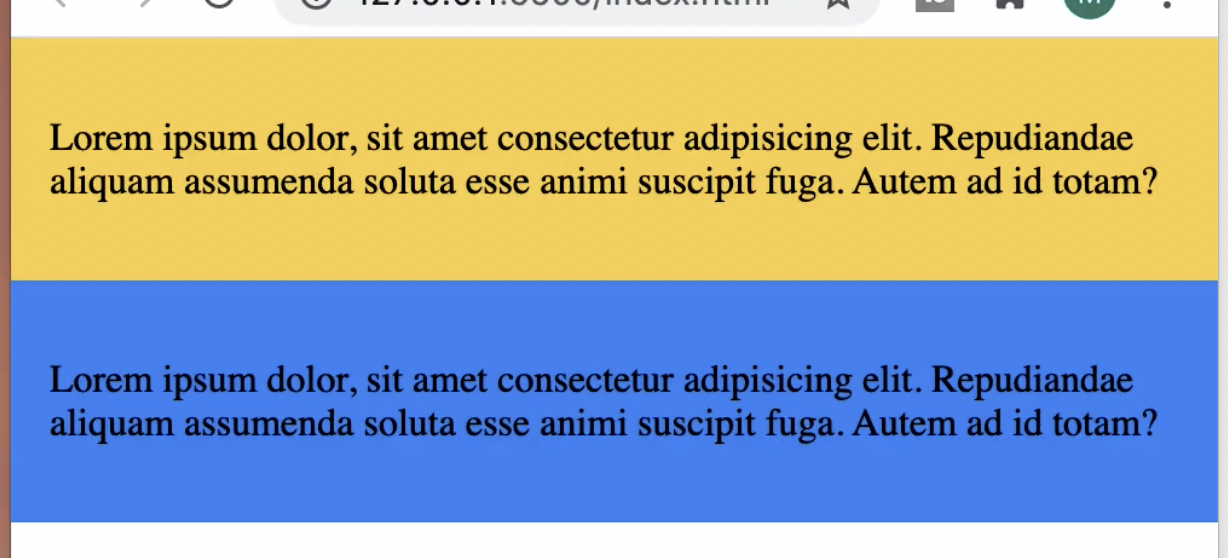 Lorem ipsum dolor, sit amet consectetur adipisicing elit. Repudiandae
aliquam assumenda soluta esse animi suscipit fuga. Autem ad id totam?
Lorem ipsum dolor, sit amet consectetur adipisicing elit. Repudiandae
aliquam assumenda soluta esse animi suscipit fuga. Autem ad id totam?